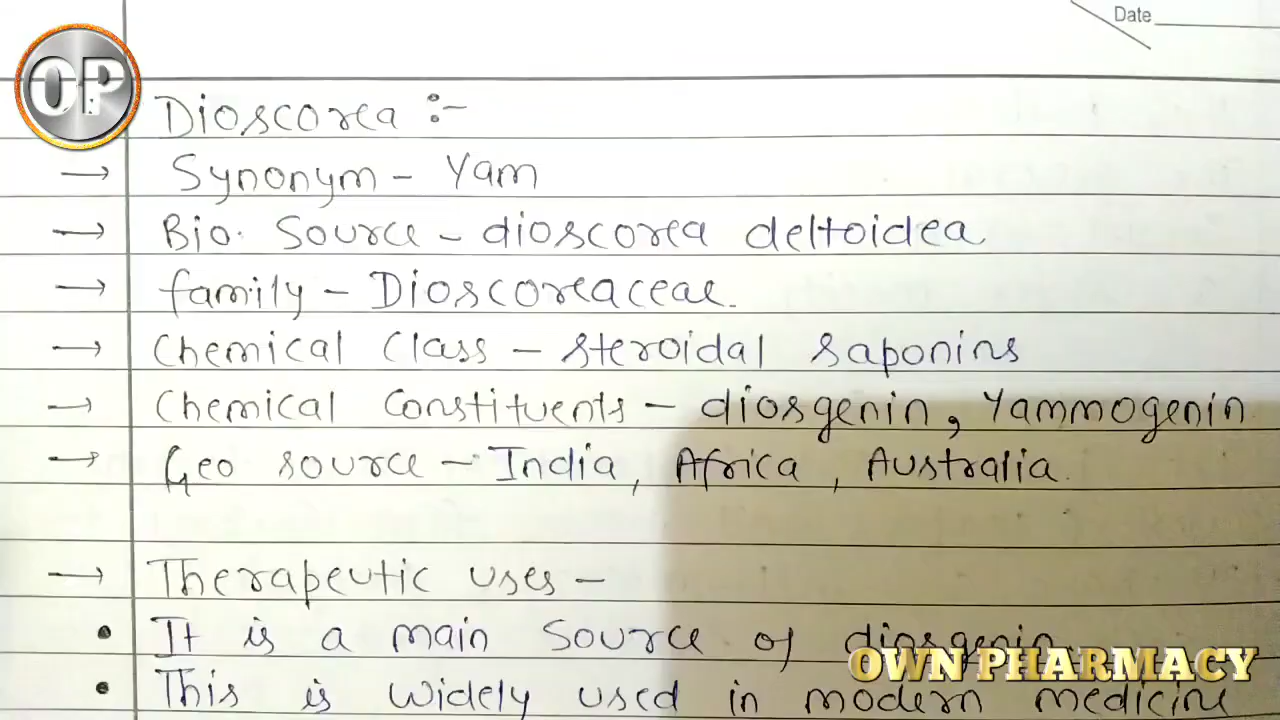 Date
OP
Dioscorea :-
→ Synonym - Yam
→ Bio. Source - dioscorea deltoidea
→ family - Dioscoreaceae.
→ Chemical Class - steroidal saponins
→ Chemical Constituents - diosgenin, Yammogenin
→ Geo source - India, Africa, Australia.
→ Therapeutic uses -
• It is a main source of diosgenin.
OWN PHARMACY
• This is widely used in modern medicine